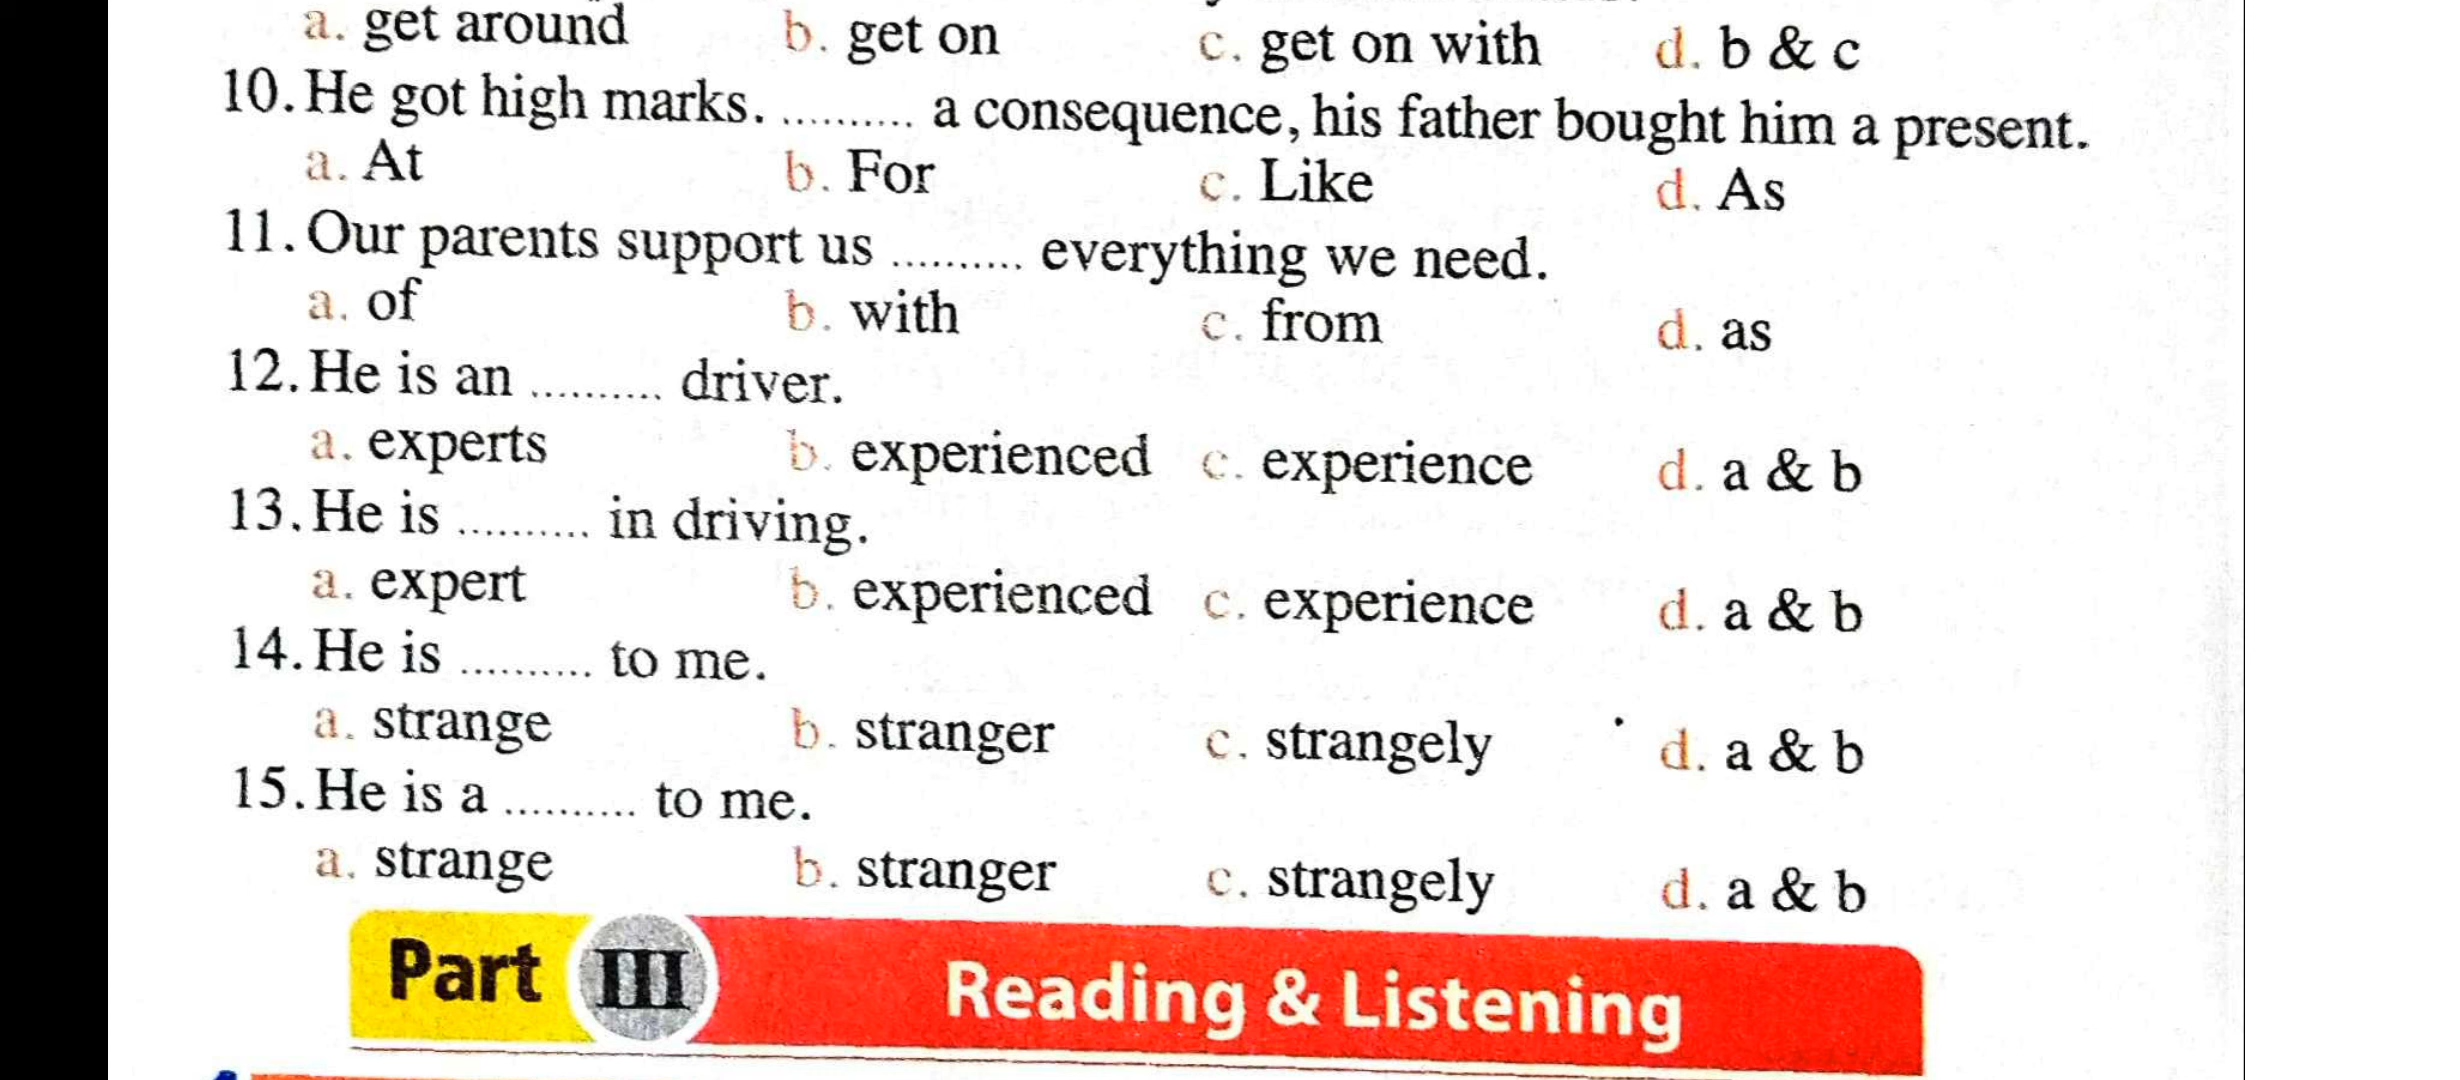 a. get around b. get on c. get on with d. b & c
10. He got high marks. .......... a consequence, his father bought him a present.
a. At b. For c. Like d. As
11. Our parents support us .......... everything we need.
a. of b. with c. from d. as
12. He is an .......... driver.
a. experts b. experienced c. experience d. a & b
13. He is .......... in driving.
a. expert b. experienced c. experience d. a & b
14. He is .......... to me.
a. strange b. stranger c. strangely d. a & b
15. He is a .......... to me.
a. strange b. stranger c. strangely d. a & b
Part III Reading & Listening